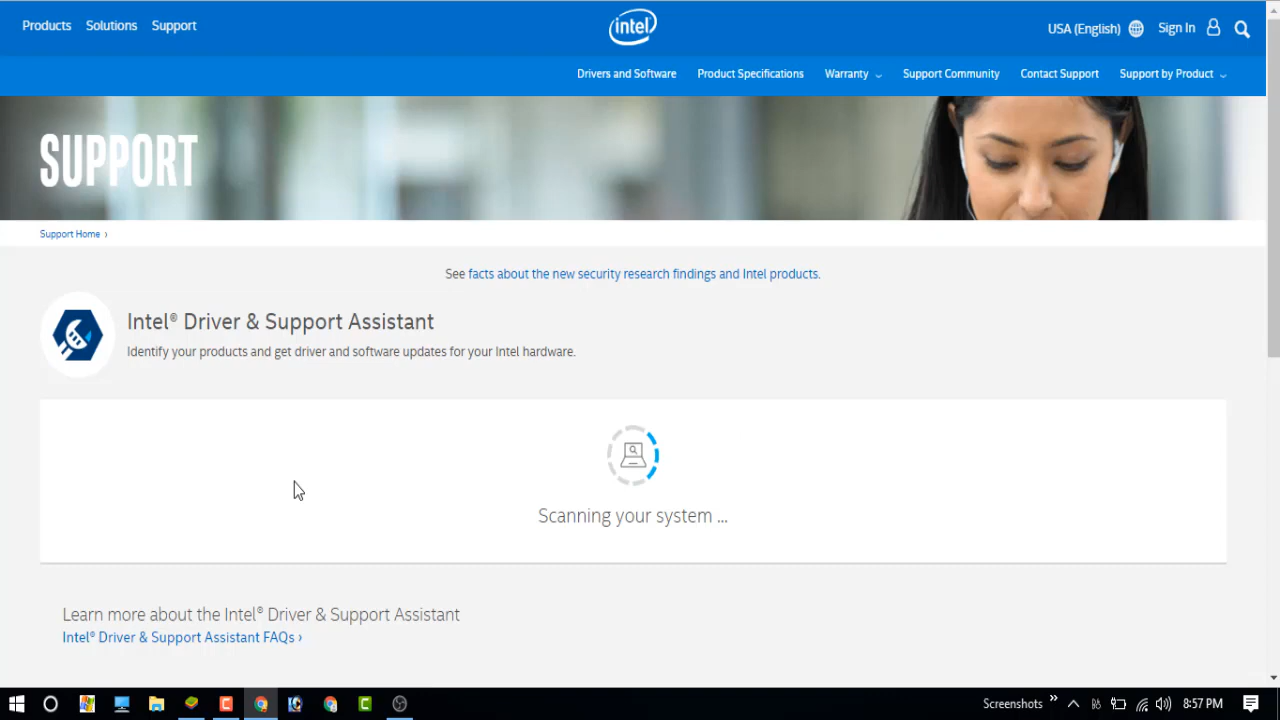 Products Solutions Support
intel
USA (English) Sign In
Drivers and Software Product Specifications Warranty Support Community Contact Support Support by Product
SUPPORT
Support Home ›
See facts about the new security research findings and Intel products.
Intel® Driver & Support Assistant
Identify your products and get driver and software updates for your Intel hardware.
Scanning your system ...
Learn more about the Intel® Driver & Support Assistant
Intel® Driver & Support Assistant FAQs ›
Screenshots » 8:57 PM